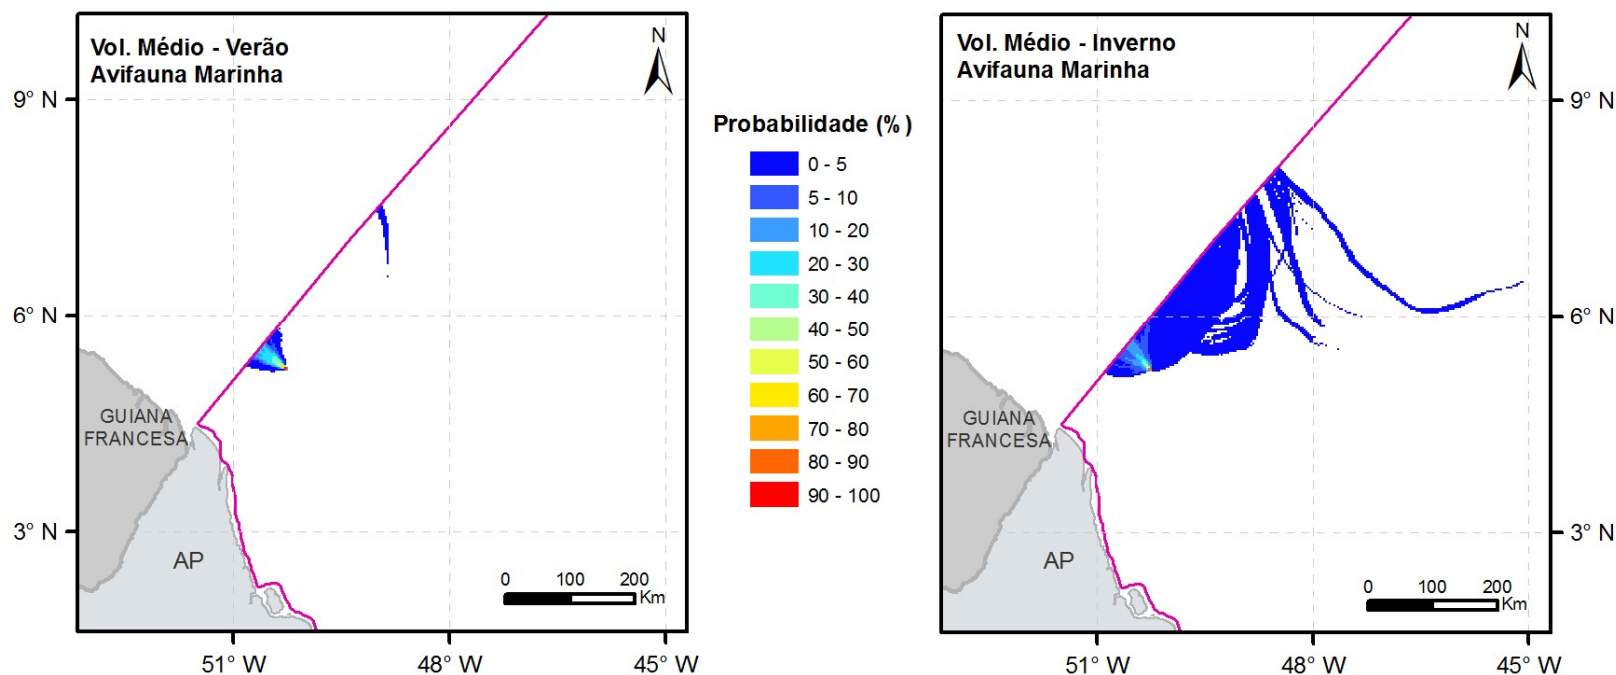 Vol. Médio - Verão
Avifauna Marinha
N
9° N
6° N
3° N
GUIANA
FRANCESA
AP
0 100 200
Km
51° W 48° W 45° W
Probabilidade (%)
0 - 5
5 - 10
10 - 20
20 - 30
30 - 40
40 - 50
50 - 60
60 - 70
70 - 80
80 - 90
90 - 100
Vol. Médio - Inverno
Avifauna Marinha
N
9° N
6° N
3° N
GUIANA
FRANCESA
AP
0 100 200
Km
51° W 48° W 45° W